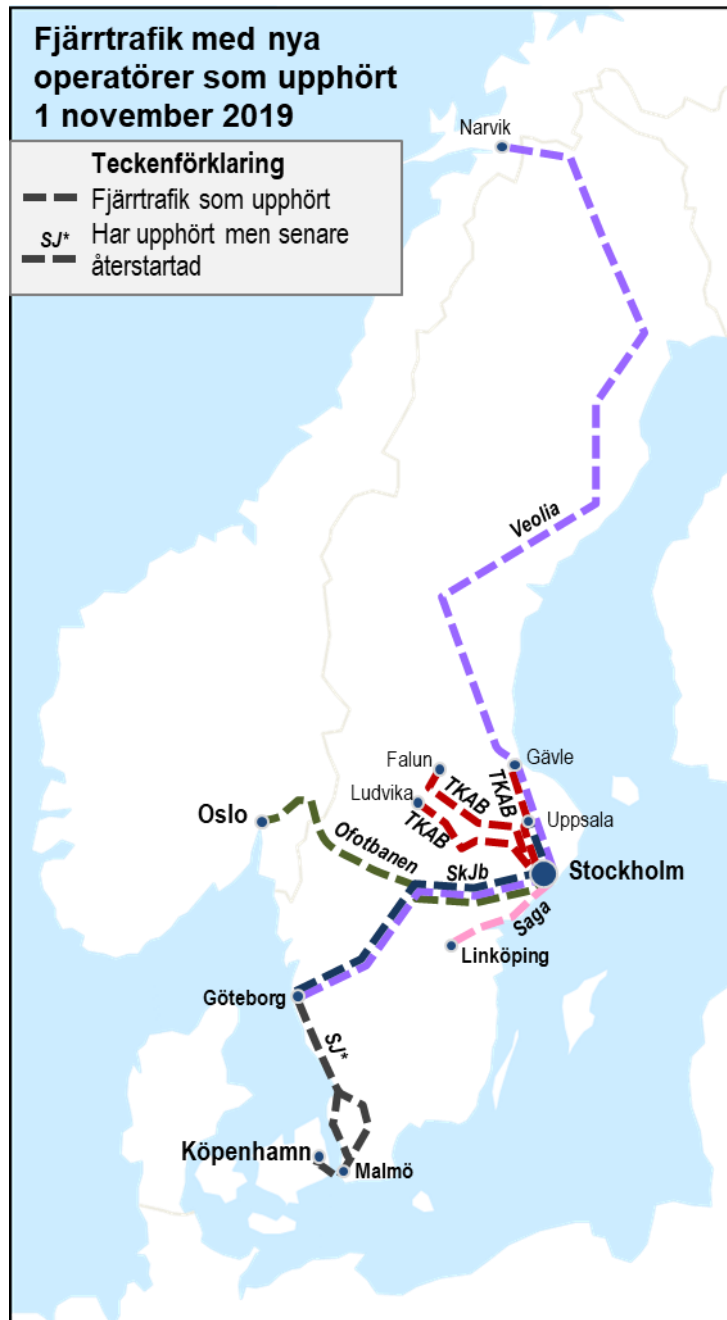 Fjärrtrafik med nya
operatörer som upphört
1 november 2019
Teckenförklaring
Fjärrtrafik som upphört
SJ* Har upphört men senare
återstartad
Narvik
Veolia
Falun
Gävle
TKAB
TKAB
Ludvika
TKAB
Uppsala
Oslo
Ofotbanen
SkJb
Stockholm
Saga
Linköping
Göteborg
SJ*
Köpenhamn
Malmö